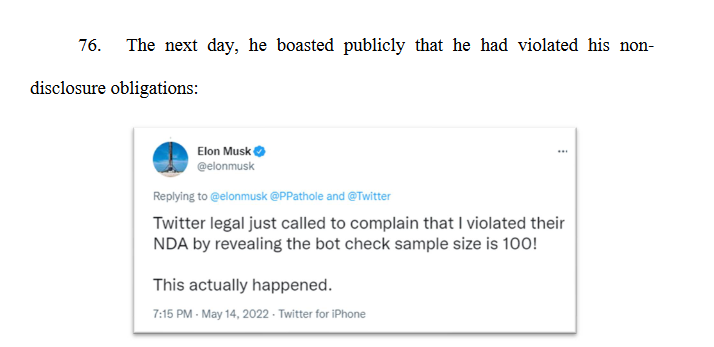 76. The next day, he boasted publicly that he had violated his non-
disclosure obligations:
Elon Musk
@elonmusk
Replying to @elonmusk @PPathole and @Twitter
Twitter legal just called to complain that I violated their
NDA by revealing the bot check sample size is 100!
This actually happened.
7:15 PM · May 14, 2022 · Twitter for iPhone